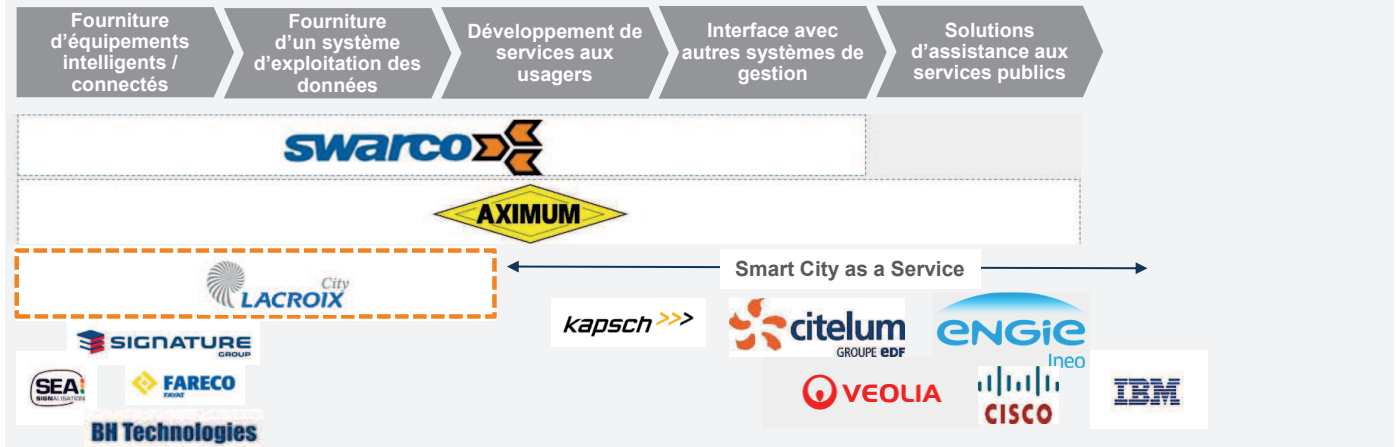 Fourniture
d'équipements
intelligents /
connectés
Fourniture
d'un système
d'exploitation des
données
Développement de
services aux
usagers
Interface avec
autres systèmes de
gestion
Solutions
d'assistance aux
services publics
swarco
AXIMUM
City
LACROIX
Smart City as a Service
SIGNATURE
GROUP
SEA
SIGNALISATION
FARECO
FAYAT
BH Technologies
kapsch >>>
citelum
GROUPE EDF
ENGIE
Ineo
VEOLIA
CISCO
IBM